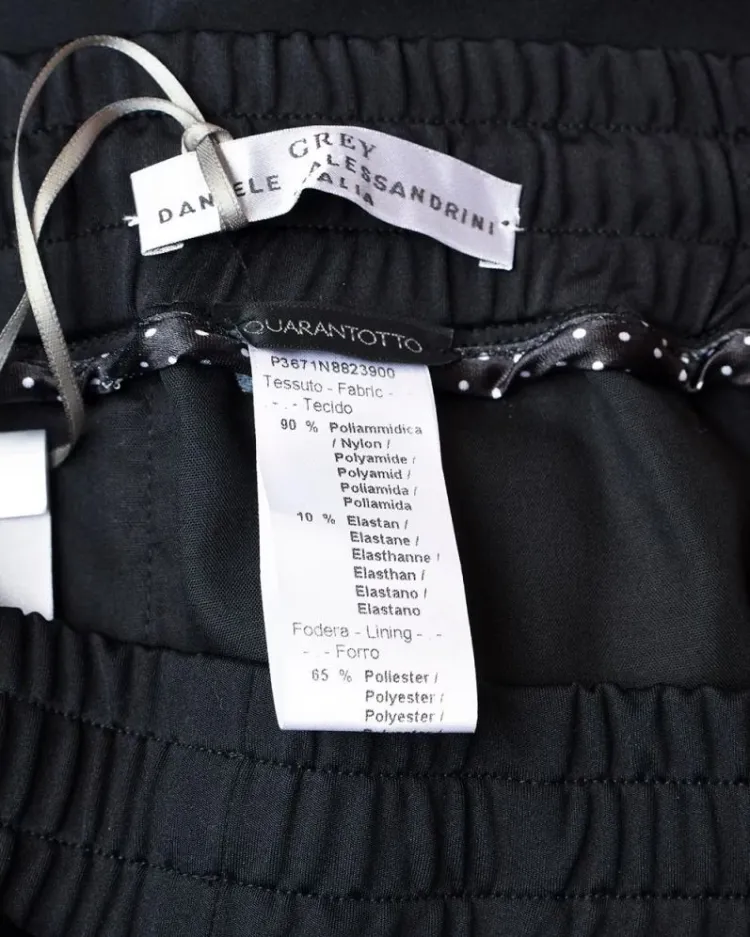 GREY
DANIELE ALESSANDRINI
ITALIA
QUARANTOTTO
P3671N8823900
Tessuto - Fabric -
- . - Tecido
90 % Poliammidica
/ Nylon /
Polyamide /
Polyamid /
Poliamida /
Poliamida
10 % Elastan /
Elastane /
Elasthanne /
Elasthan /
Elastano /
Elastano
Fodera - Lining - . -
- - Forro
65 % Poliester /
Polyester /
Polyester /